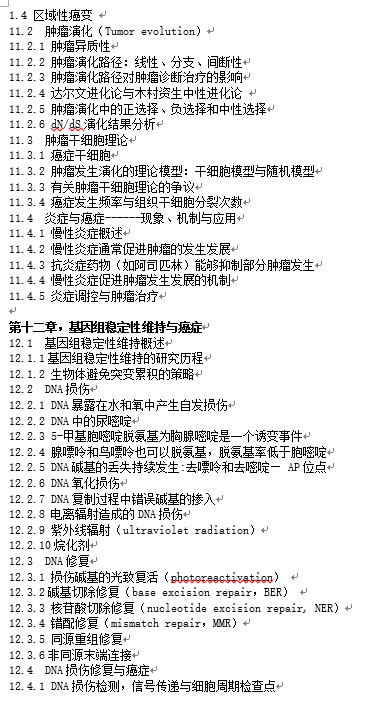 1.4 区域性癌变
11.2 肿瘤演化（Tumor evolution）
11.2.1 肿瘤异质性
11.2.2 肿瘤演化路径：线性、分支、间断性
11.2.3 肿瘤演化路径对肿瘤诊断治疗的影响
11.2.4 达尔文进化论与木村资生中性进化论
11.2.5 肿瘤演化中的正选择、负选择和中性选择
11.2.6 dN/dS 演化结果分析
11.3 肿瘤干细胞理论
11.3.1 癌症干细胞
11.3.2 肿瘤发生演化的理论模型：干细胞模型与随机模型
11.3.3 有关肿瘤干细胞理论的争议
11.3.4 癌症发生频率与组织干细胞分裂次数
11.4 炎症与癌症------现象、机制与应用
11.4.1 慢性炎症概述
11.4.2 慢性炎症通常促进肿瘤的发生发展
11.4.3 抗炎症药物（如阿司匹林）能够抑制部分肿瘤发生
11.4.4 慢性炎症促进肿瘤发生发展的机制
11.4.5 炎症调控与肿瘤治疗
第十二章，基因组稳定性维持与癌症
12.1 基因组稳定性维持概述
12.1.1 基因组稳定性维持的研究历程
12.1.2 生物体避免突变累积的策略
12.2 DNA 损伤
12.2.1 DNA 暴露在水和氧中产生自发损伤
12.2.2 DNA 中的尿嘧啶
12.2.3 5-甲基胞嘧啶脱氨基为胸腺嘧啶是一个诱变事件
12.2.4 腺嘌呤和鸟嘌呤也可以脱氨基，脱氨基率低于胞嘧啶
12.2.5 DNA 碱基的丢失持续发生:去嘌呤和去嘧啶— AP 位点
12.2.6 DNA 氧化损伤
12.2.7 DNA 复制过程中错误碱基的掺入
12.2.8 电离辐射造成的 DNA 损伤
12.2.9 紫外线辐射（ultraviolet radiation）
12.2.10 烷化剂
12.3 DNA 修复
12.3.1 损伤碱基的光致复活（photoreactivation）
12.3.2 碱基切除修复（base excision repair，BER）
12.3.3 核苷酸切除修复（nucleotide excision repair, NER）
12.3.4 错配修复（mismatch repair，MMR）
12.3.5 同源重组修复
12.3.6 非同源末端连接
12.4 DNA 损伤修复与癌症
12.4.1 DNA 损伤检测，信号传递与细胞周期检查点